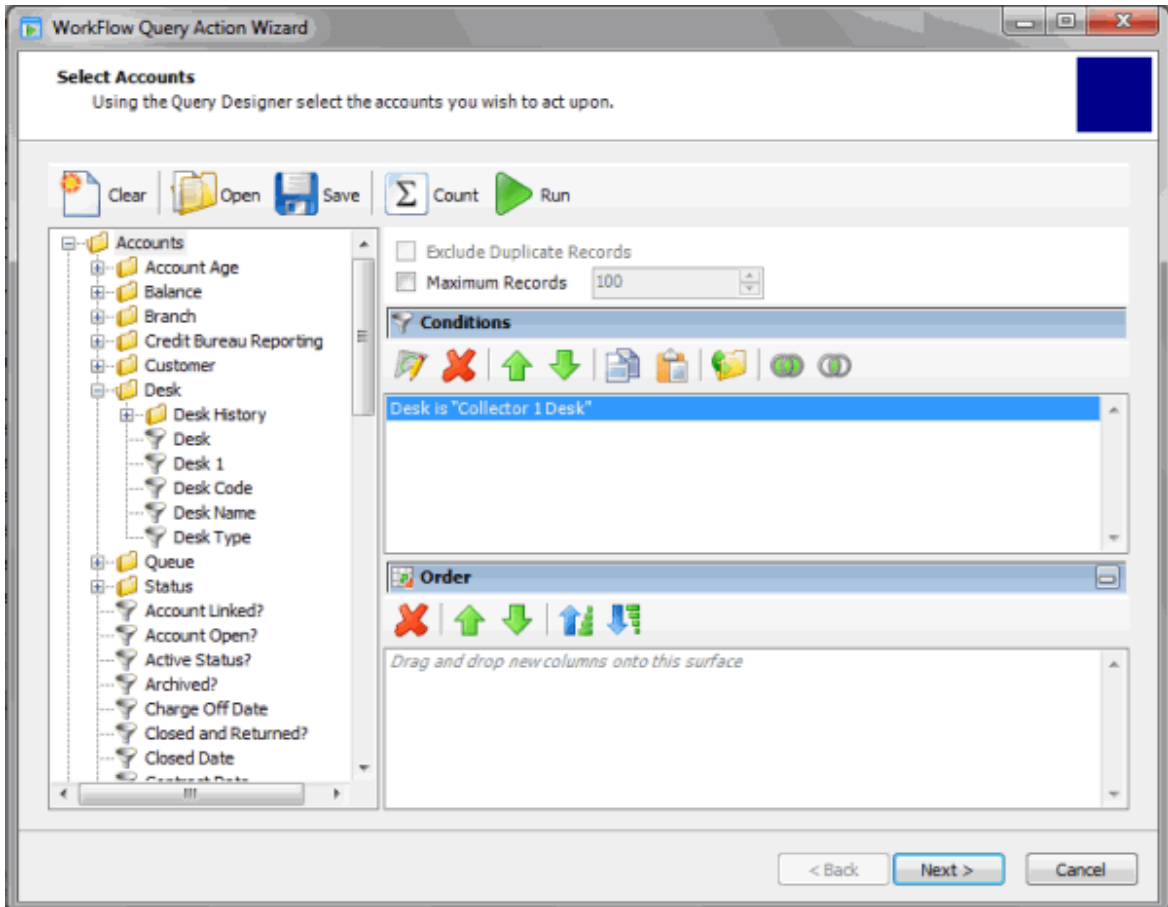 WorkFlow Query Action Wizard
Select Accounts
Using the Query Designer select the accounts you wish to act upon.
Clear Open Save Σ Count Run
Accounts
Account Age
Balance
Branch
Credit Bureau Reporting
Customer
Desk
Desk History
Desk
Desk 1
Desk Code
Desk Name
Desk Type
Queue
Status
Account Linked?
Account Open?
Active Status?
Archived?
Charge Off Date
Closed and Returned?
Closed Date
Contract Date
Exclude Duplicate Records
Maximum Records 100
Conditions
Desk is "Collector 1 Desk"
Order
Drag and drop new columns onto this surface
< Back Next > Cancel